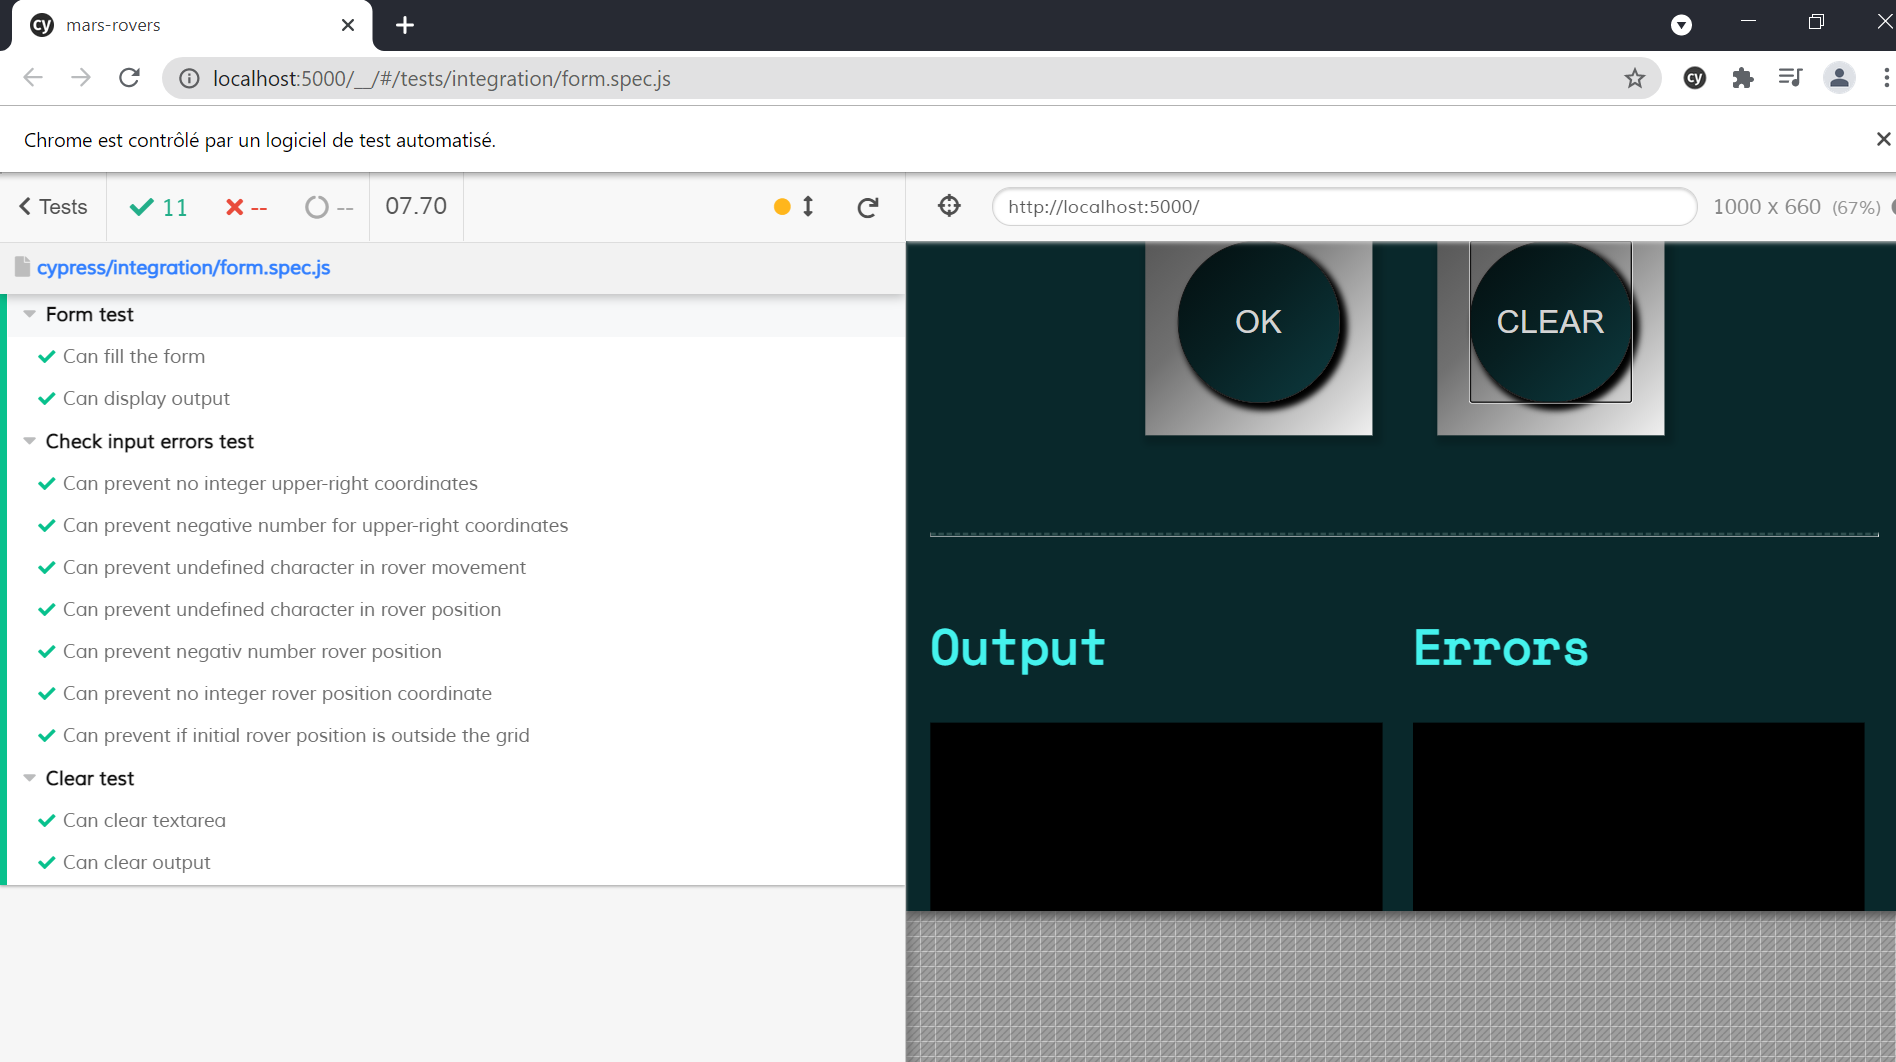 cy mars-rovers
localhost:5000/__/#/tests/integration/form.spec.js
cy
Chrome est contrôlé par un logiciel de test automatisé.
Tests 11 -- -- 07.70
http://localhost:5000/ 1000 x 660 (67%)
cypress/integration/form.spec.js
Form test
Can fill the form
Can display output
Check input errors test
Can prevent no integer upper-right coordinates
Can prevent negative number for upper-right coordinates
Can prevent undefined character in rover movement
Can prevent undefined character in rover position
Can prevent negativ number rover position
Can prevent no integer rover position coordinate
Can prevent if initial rover position is outside the grid
Clear test
Can clear textarea
Can clear output
OK CLEAR
Output Errors